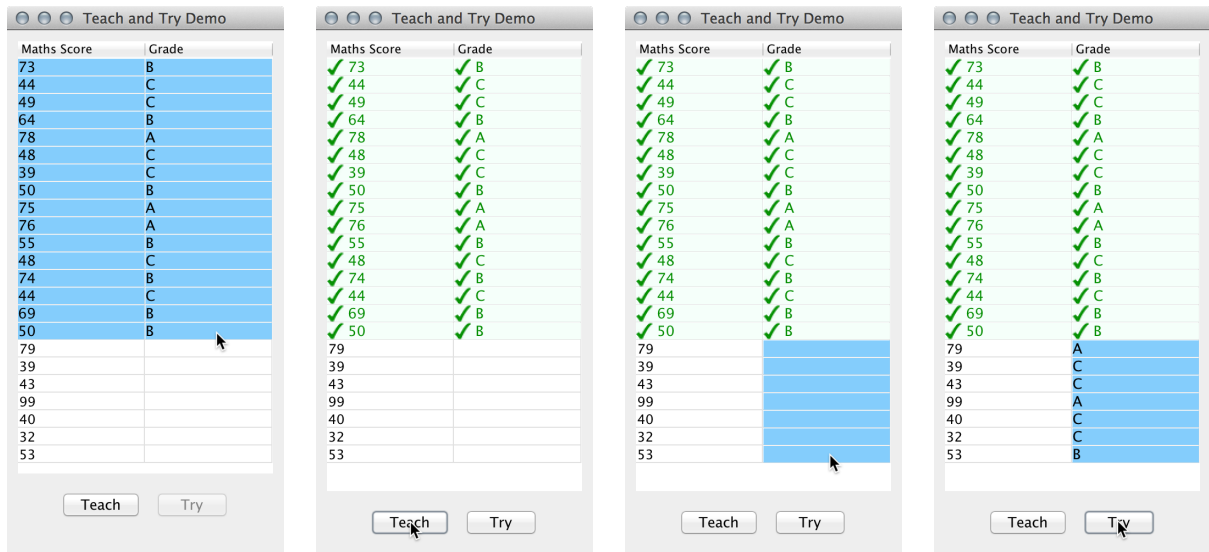 Teach and Try Demo
Maths Score Grade
73 B
44 C
49 C
64 B
78 A
48 C
39 C
50 B
75 A
76 A
55 B
48 C
74 B
44 C
69 B
50 B
79
39
43
99
40
32
53
Teach Try
Teach and Try Demo
Maths Score Grade
73 B
44 C
49 C
64 B
78 A
48 C
39 C
50 B
75 A
76 A
55 B
48 C
74 B
44 C
69 B
50 B
79
39
43
99
40
32
53
Teach Try
Teach and Try Demo
Maths Score Grade
73 B
44 C
49 C
64 B
78 A
48 C
39 C
50 B
75 A
76 A
55 B
48 C
74 B
44 C
69 B
50 B
79
39
43
99
40
32
53
Teach Try
Teach and Try Demo
Maths Score Grade
73 B
44 C
49 C
64 B
78 A
48 C
39 C
50 B
75 A
76 A
55 B
48 C
74 B
44 C
69 B
50 B
79 A
39 C
43 C
99 A
40 C
32 C
53 B
Teach Try